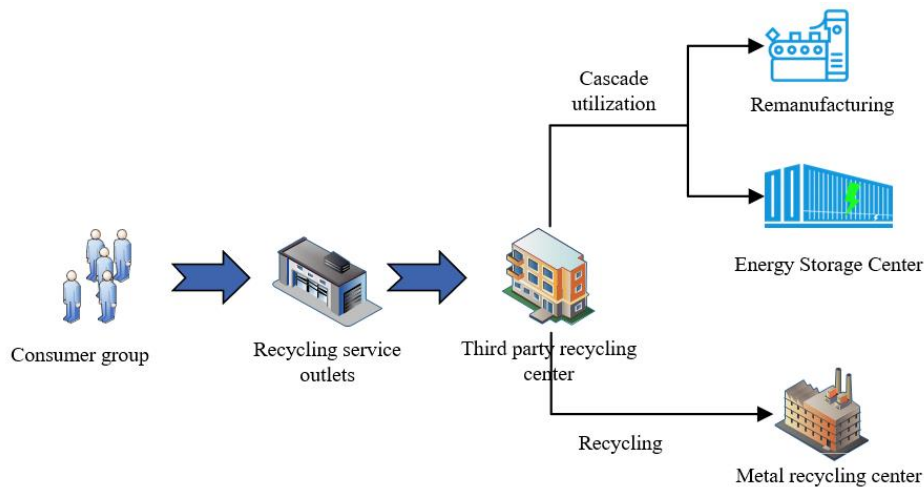 Cascade
utilization
Remanufacturing
Energy Storage Center
Consumer group
Recycling service
outlets
Third party recycling
center
Recycling
Metal recycling center